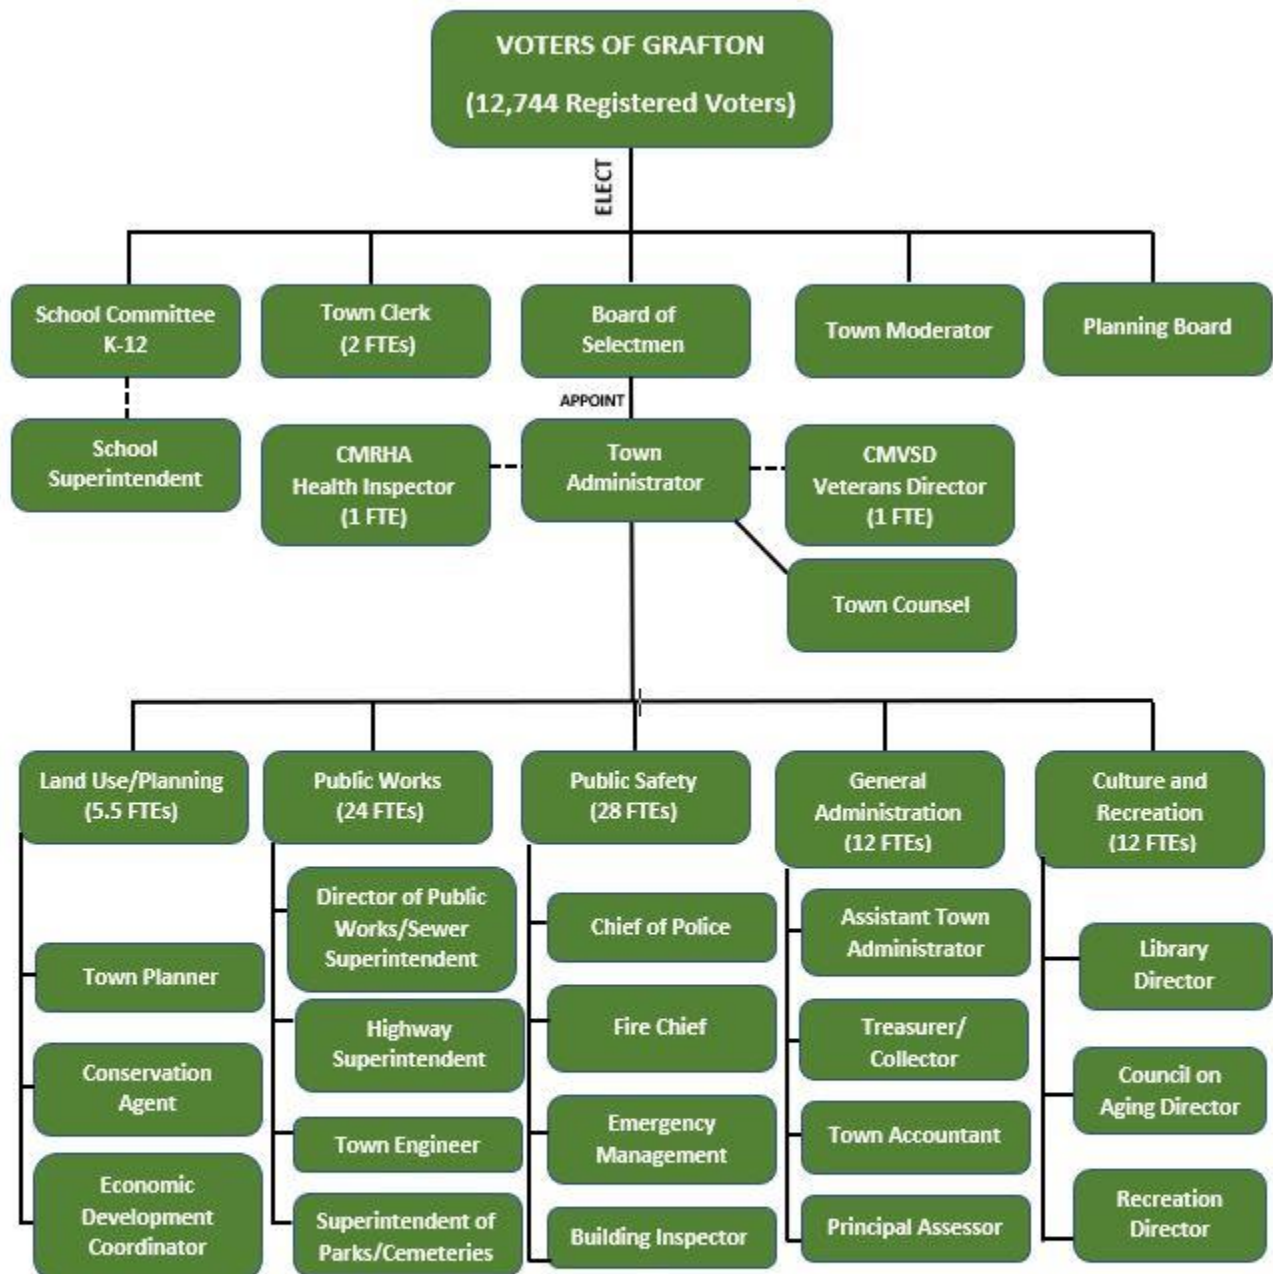 VOTERS OF GRAFTON
(12,744 Registered Voters)
ELECT
School Committee
K-12
Town Clerk
(2 FTEs)
Board of
Selectmen
Town Moderator
Planning Board
APPOINT
School
Superintendent
CMRHA
Health Inspector
(1 FTE)
Town
Administrator
CMVSD
Veterans Director
(1 FTE)
Town Counsel
Land Use/Planning
(5.5 FTEs)
Public Works
(24 FTEs)
Public Safety
(28 FTEs)
General
Administration
(12 FTEs)
Culture and
Recreation
(12 FTEs)
Town Planner
Conservation
Agent
Economic
Development
Coordinator
Director of Public
Works/Sewer
Superintendent
Highway
Superintendent
Town Engineer
Superintendent of
Parks/Cemeteries
Chief of Police
Fire Chief
Emergency
Management
Building Inspector
Assistant Town
Administrator
Treasurer/
Collector
Town Accountant
Principal Assessor
Library
Director
Council on
Aging Director
Recreation
Director